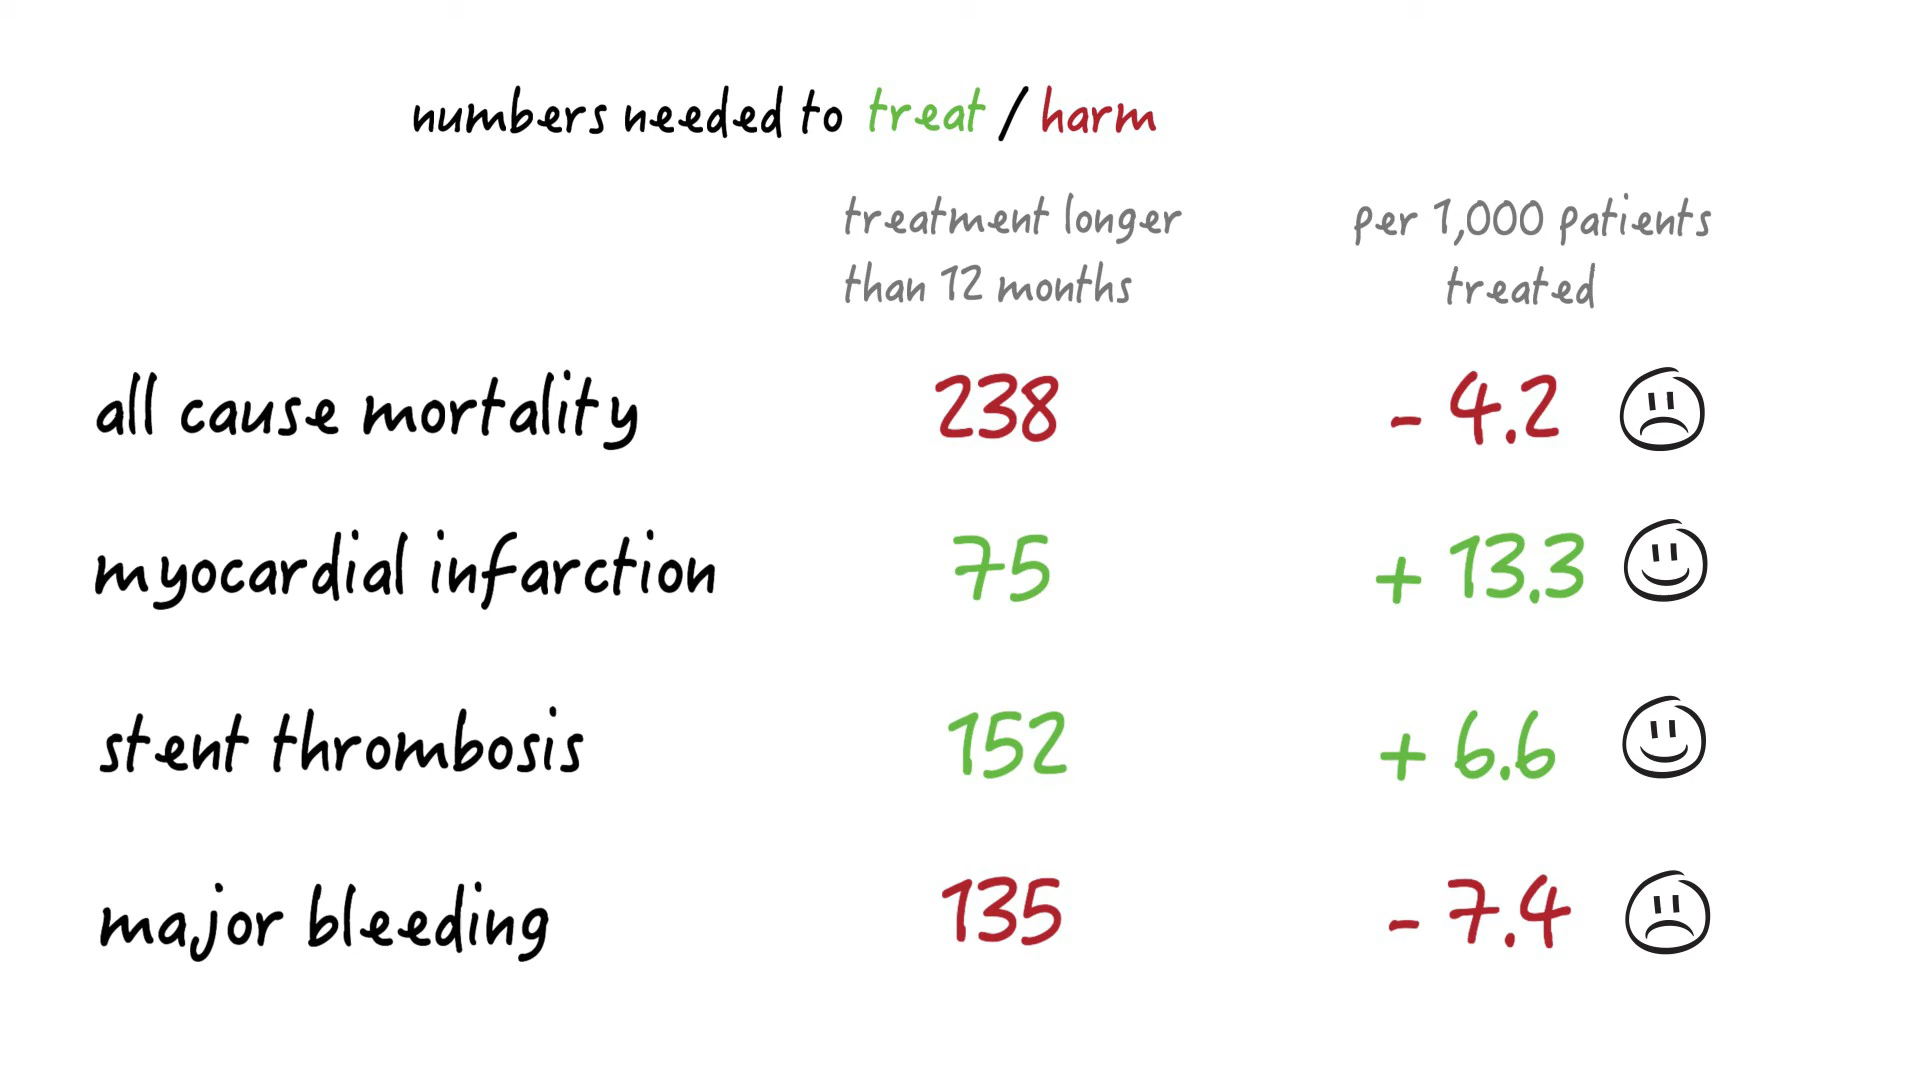 numbers needed to treat / harm
treatment longer
than 12 months
per 1,000 patients
treated
all cause mortality 238 - 4.2
myocardial infarction 75 + 13.3
stent thrombosis 152 + 6.6
major bleeding 135 - 7.4